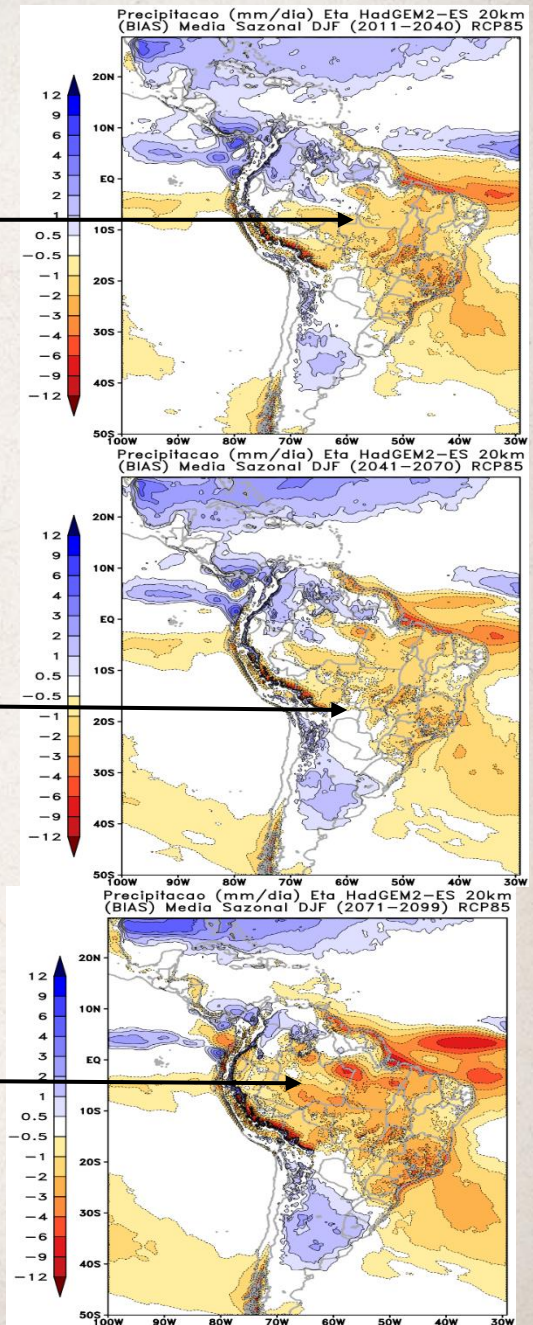 Precipitacao (mm/dia) Eta HadGEM2-ES 20km
(BIAS) Media Sazonal DJF (2011-2040) RCP85
12
9
6
4
3
2
1
0.5
-0.5
-1
-2
-3
-4
-6
-9
-12
20N
10N
EQ
10S
20S
30S
40S
50S
100W 90W 80W 70W 60W 50W 40W 30W
Precipitacao (mm/dia) Eta HadGEM2-ES 20km
(BIAS) Media Sazonal DJF (2041-2070) RCP85
12
9
6
4
3
2
1
0.5
-0.5
-1
-2
-3
-4
-6
-9
-12
20N
10N
EQ
10S
20S
30S
40S
50S
100W 90W 80W 70W 60W 50W 40W 30W
Precipitacao (mm/dia) Eta HadGEM2-ES 20km
(BIAS) Media Sazonal DJF (2071-2099) RCP85
12
9
6
4
3
2
1
0.5
-0.5
-1
-2
-3
-4
-6
-9
-12
20N
10N
EQ
10S
20S
30S
40S
50S
100W 90W 80W 70W 60W 50W 40W 30W